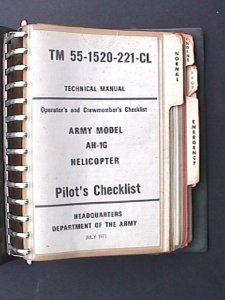 TM 55-1520-221-CL
TECHNICAL MANUAL
Operator's and Crewmember's Checklist
ARMY MODEL
AH-1G
HELICOPTER
Pilot's Checklist
HEADQUARTERS
DEPARTMENT OF THE ARMY
JULY 1971
NORMAL
ENGINE
EMERGENCY